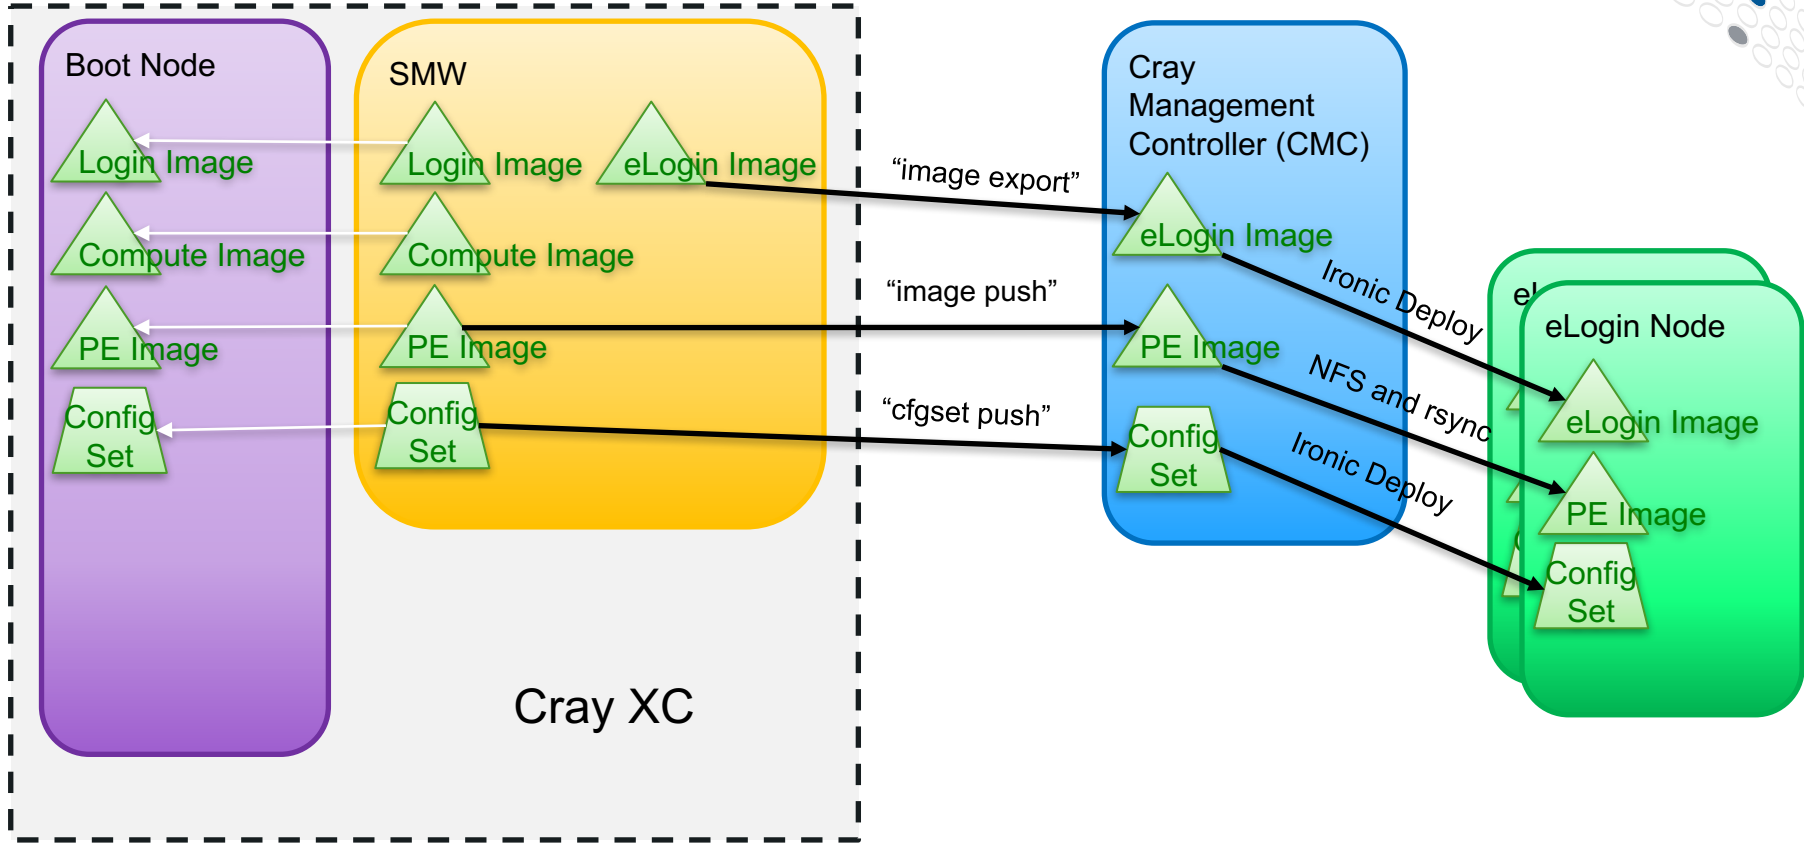 Boot Node
Login Image
Compute Image
PE Image
Config
Set
SMW
Login Image
eLogin Image
Compute Image
PE Image
Config
Set
Cray XC
“image export”
“image push”
“cfgset push”
Cray
Management
Controller (CMC)
eLogin Image
PE Image
Config
Set
Ironic Deploy
NFS and rsync
Ironic Deploy
eLogin Node
eLogin Image
PE Image
Config
Set